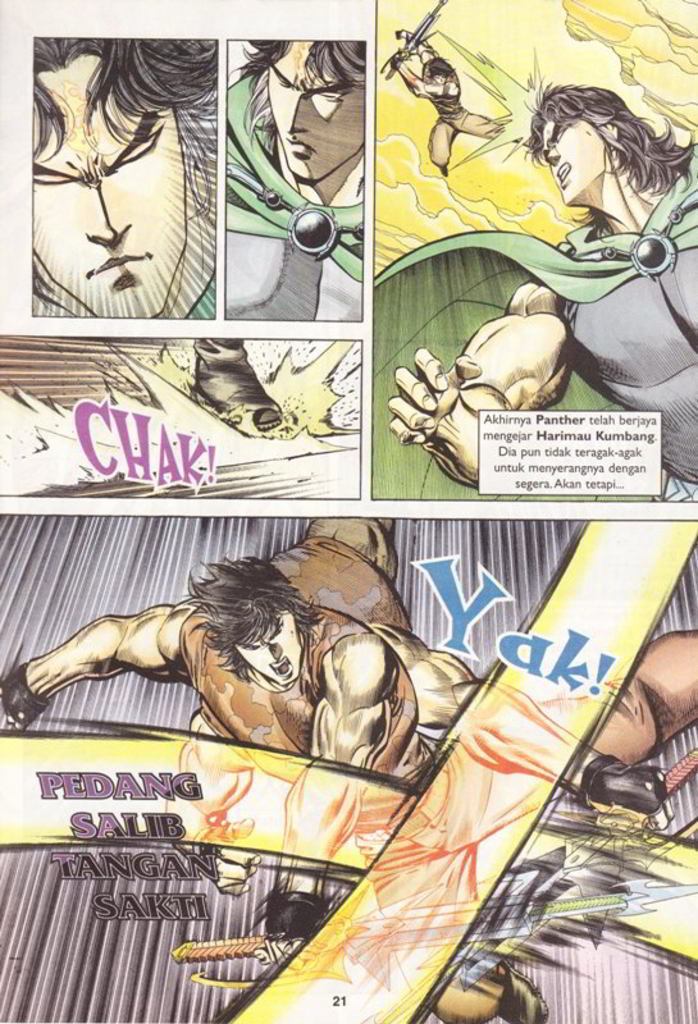 CHAK!
Akhirnya Panther telah berjaya
mengejar Harimau Kumbang.
Dia pun tidak teragak-agak
untuk menyerangnya dengan
segera. Akan tetapi....
Yak!
PEDANG
SALIB
TANGAN
SAKTI
21